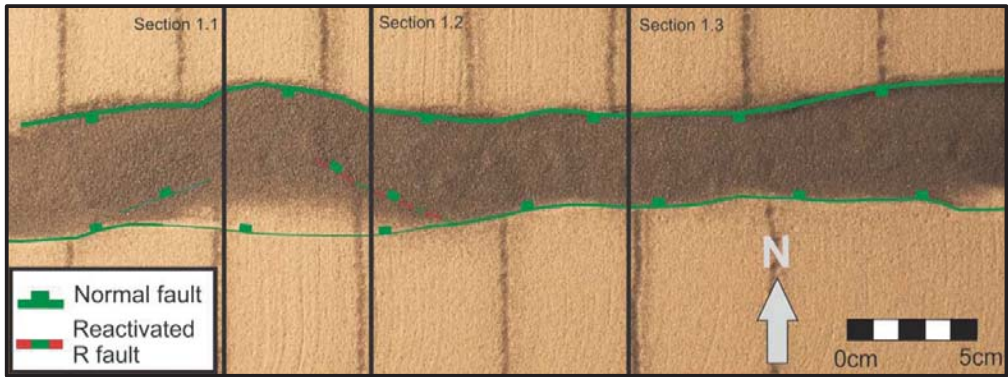 Section 1.1
Section 1.2
Section 1.3
N
Normal fault
Reactivated
R fault
0cm
5cm